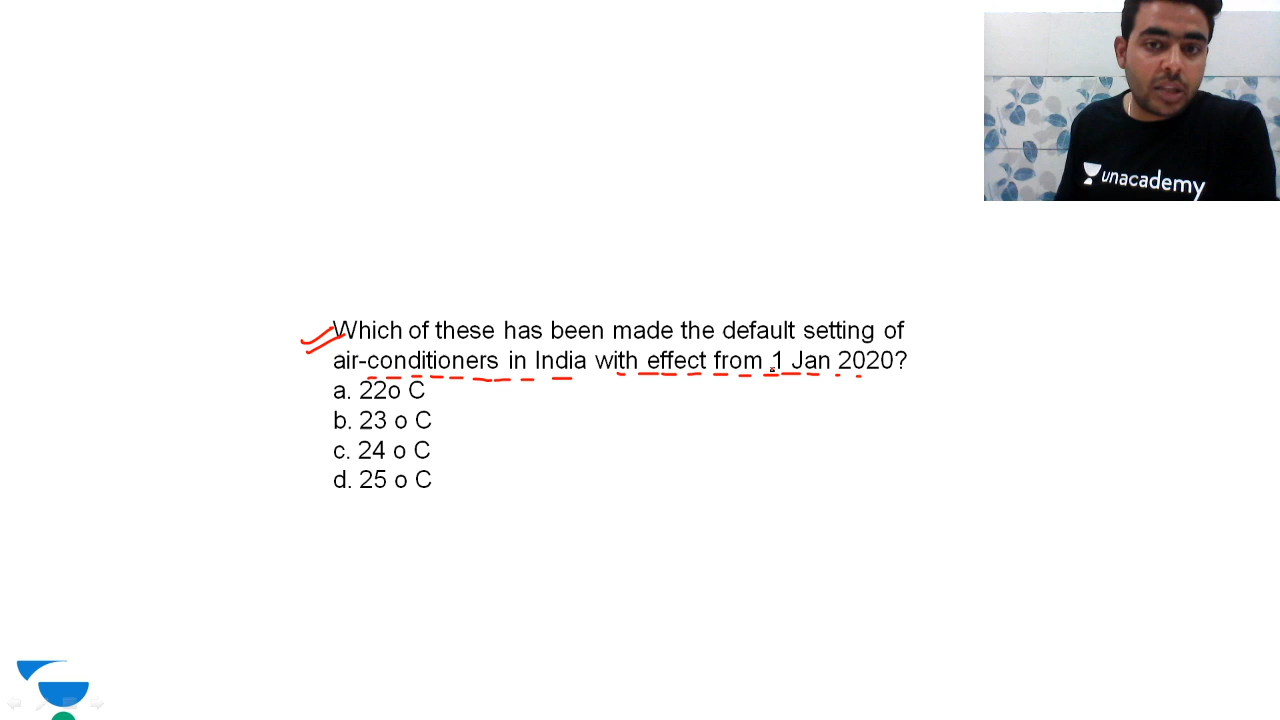 unacademy
Which of these has been made the default setting of
air-conditioners in India with effect from 1 Jan 2020?
a. 22o C
b. 23 o C
c. 24 o C
d. 25 o C